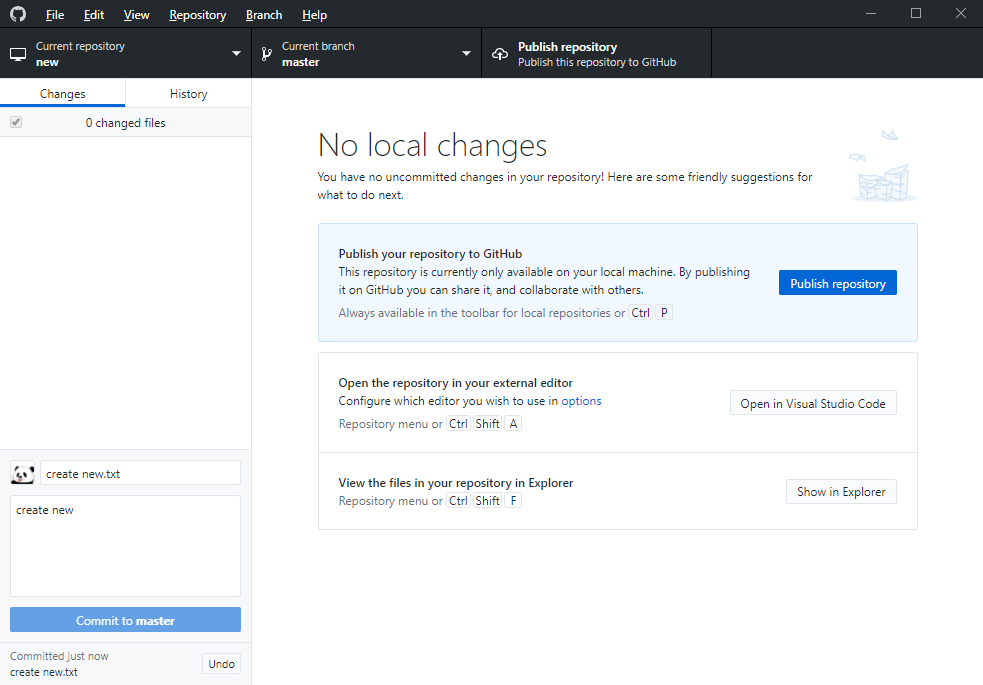 File Edit View Repository Branch Help
Current repository
new
Current branch
master
Publish repository
Publish this repository to GitHub
Changes History
0 changed files
No local changes
You have no uncommitted changes in your repository! Here are some friendly suggestions for
what to do next.
Publish your repository to GitHub
This repository is currently only available on your local machine. By publishing
it on GitHub you can share it, and collaborate with others.
Always available in the toolbar for local repositories or Ctrl P
Publish repository
Open the repository in your external editor
Configure which editor you wish to use in options
Repository menu or Ctrl Shift A
Open in Visual Studio Code
View the files in your repository in Explorer
Repository menu or Ctrl Shift F
Show in Explorer
create new.txt
create new
Commit to master
Committed just now
create new.txt
Undo